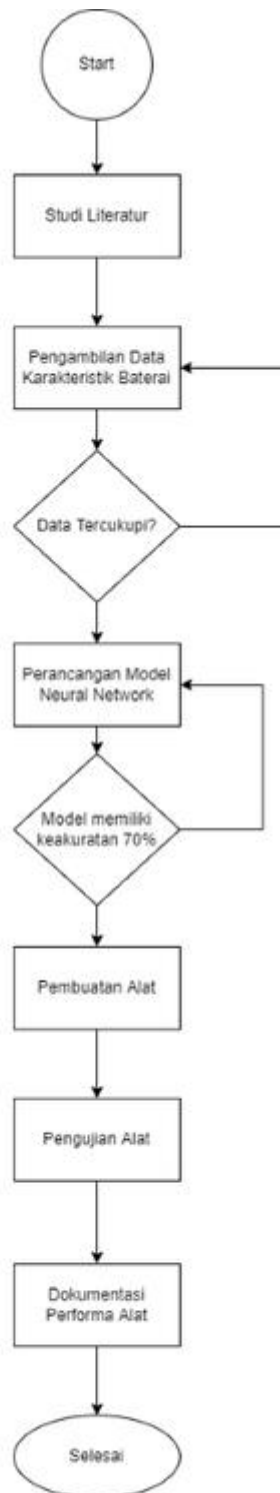 Start
Studi Literatur
Pengambilan Data
Karakteristik Baterai
Data Tercukupi?
Perancangan Model
Neural Network
Model memiliki
keakuratan 70%
Pembuatan Alat
Pengujian Alat
Dokumentasi
Performa Alat
Selesai